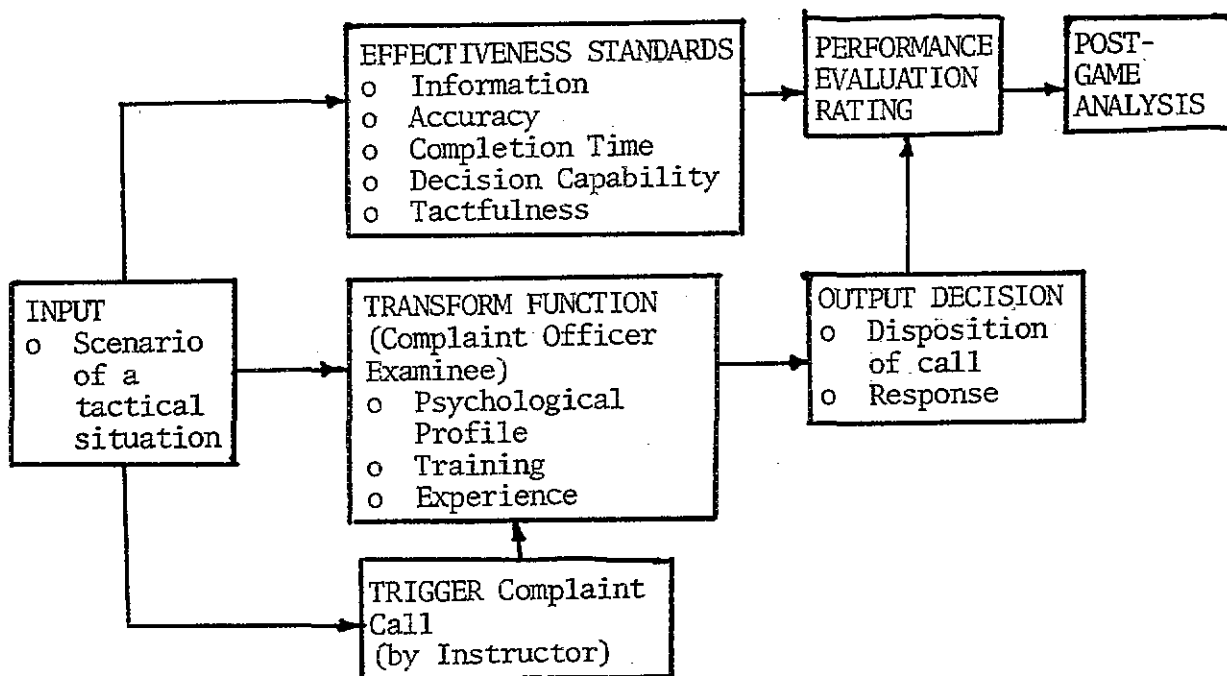 EFFECTIVENESS STANDARDS
o Information
o Accuracy
o Completion Time
o Decision Capability
o Tactfulness
PERFORMANCE
EVALUATION
RATING
POST-
GAME
ANALYSIS
INPUT
o Scenario
of a
tactical
situation
TRANSFORM FUNCTION
(Complaint Officer
Examinee)
o Psychological
Profile
o Training
o Experience
OUTPUT DECISION
o Disposition
of call
o Response
TRIGGER Complaint
Call
(by Instructor)